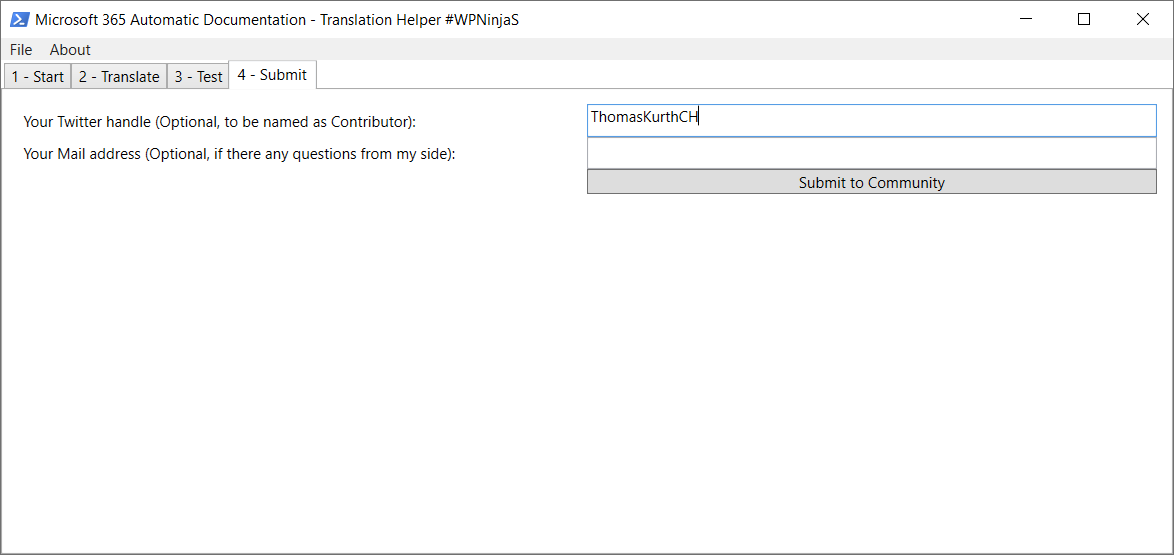 Microsoft 365 Automatic Documentation - Translation Helper #WPNinjaS
File About
1 - Start 2 - Translate 3 - Test 4 - Submit
Your Twitter handle (Optional, to be named as Contributor): ThomasKurthCH
Your Mail address (Optional, if there any questions from my side):
Submit to Community